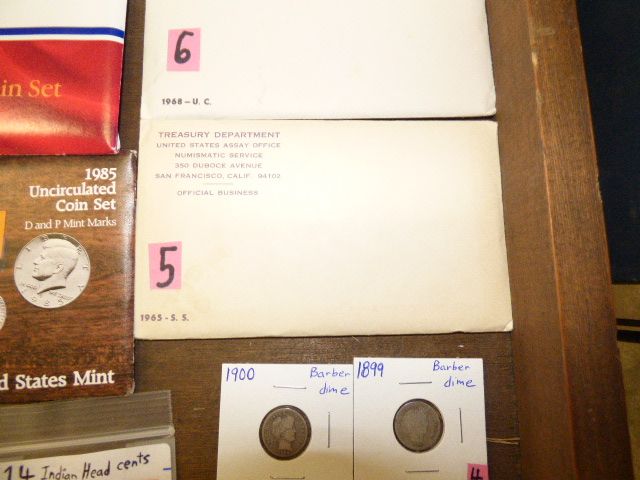 in Set
6
1968 - U. C.
TREASURY DEPARTMENT
UNITED STATES ASSAY OFFICE
NUMISMATIC SERVICE
350 DUBOCK AVENUE
SAN FRANCISCO, CALIF. 94102
OFFICIAL BUSINESS
5
1965 - S. S.
1985
Uncirculated
Coin Set
D and P Mint Marks
1985
d States Mint
1900 Barber
dime
1899 Barber
dime
4
14 Indian Head cents